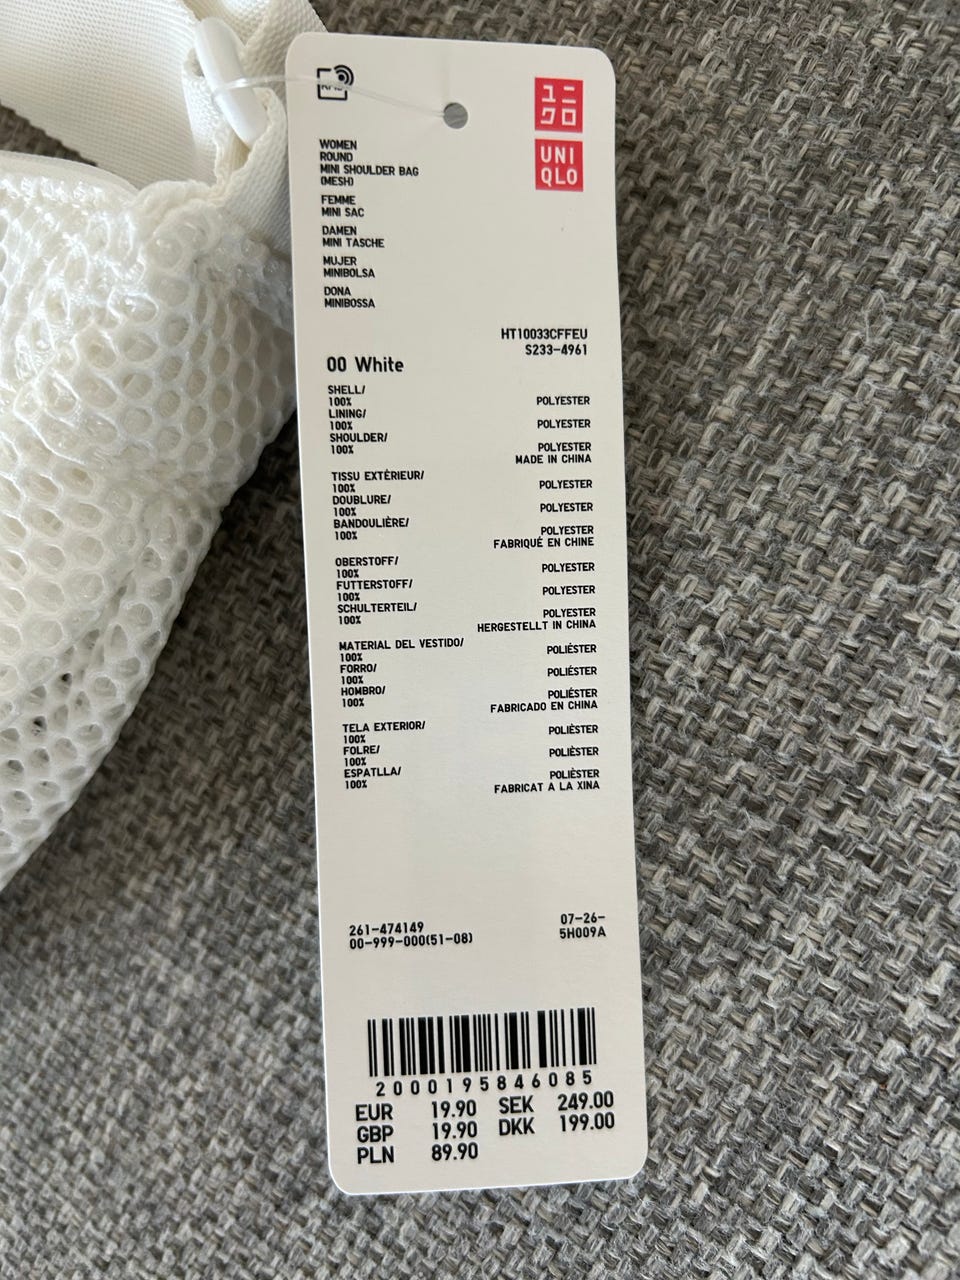 RFID
ユニ
クロ
UNI
QLO
WOMEN
ROUND
MINI SHOULDER BAG
(MESH)
FEMME
MINI SAC
DAMEN
MINI TASCHE
MUJER
MINIBOLSA
DONA
MINIBOSSA
HT10033CFFEU
S233-4961
00 White
SHELL/
100% POLYESTER
LINING/
100% POLYESTER
SHOULDER/
100% POLYESTER
MADE IN CHINA
TISSU EXTÉRIEUR/
100% POLYESTER
DOUBLURE/
100% POLYESTER
BANDOULIÈRE/
100% POLYESTER
FABRIQUÉ EN CHINE
OBERSTOFF/
100% POLYESTER
FUTTERSTOFF/
100% POLYESTER
SCHULTERTEIL/
100% POLYESTER
HERGESTELLT IN CHINA
MATERIAL DEL VESTIDO/
100% POLIÉSTER
FORRO/
100% POLIÉSTER
HOMBRO/
100% POLIÉSTER
FABRICADO EN CHINA
TELA EXTERIOR/
100% POLIÈSTER
FOLRE/
100% POLIÈSTER
ESPATLLA/
100% POLIÈSTER
FABRICAT A LA XINA
261-474149 07-26-
00-999-000(51-08) 5H009A
2000195846085
EUR 19.90 SEK 249.00
GBP 19.90 DKK 199.00
PLN 89.90